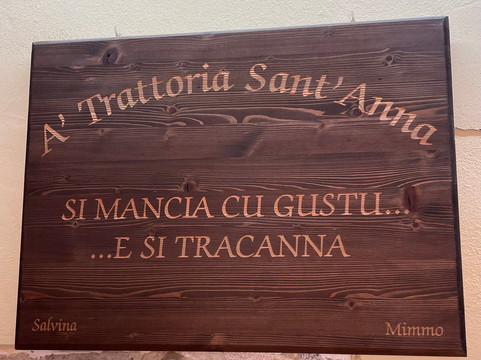 A' Trattoria Sant'Anna
SI MANCIA CU GUSTU...
...E SI TRACANNA
Salvina
Mimmo